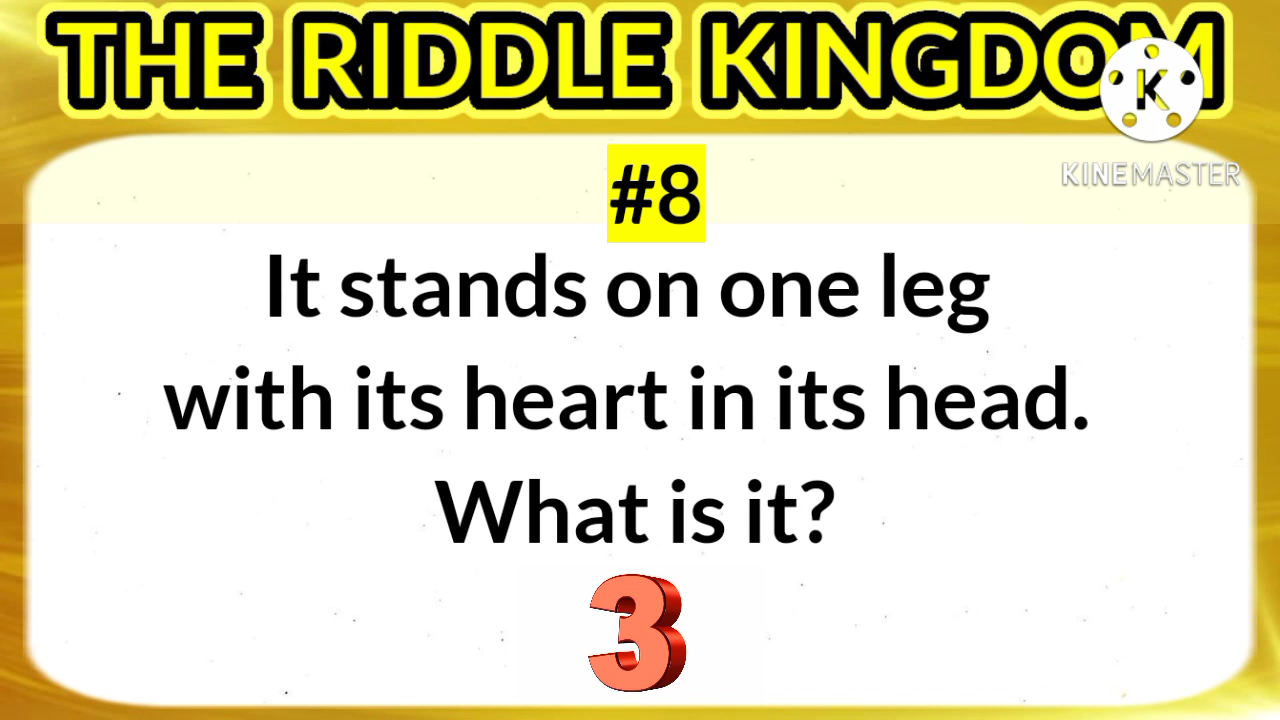 THE RIDDLE KINGDOM
K
KINEMASTER
#8
It stands on one leg
with its heart in its head.
What is it?
3